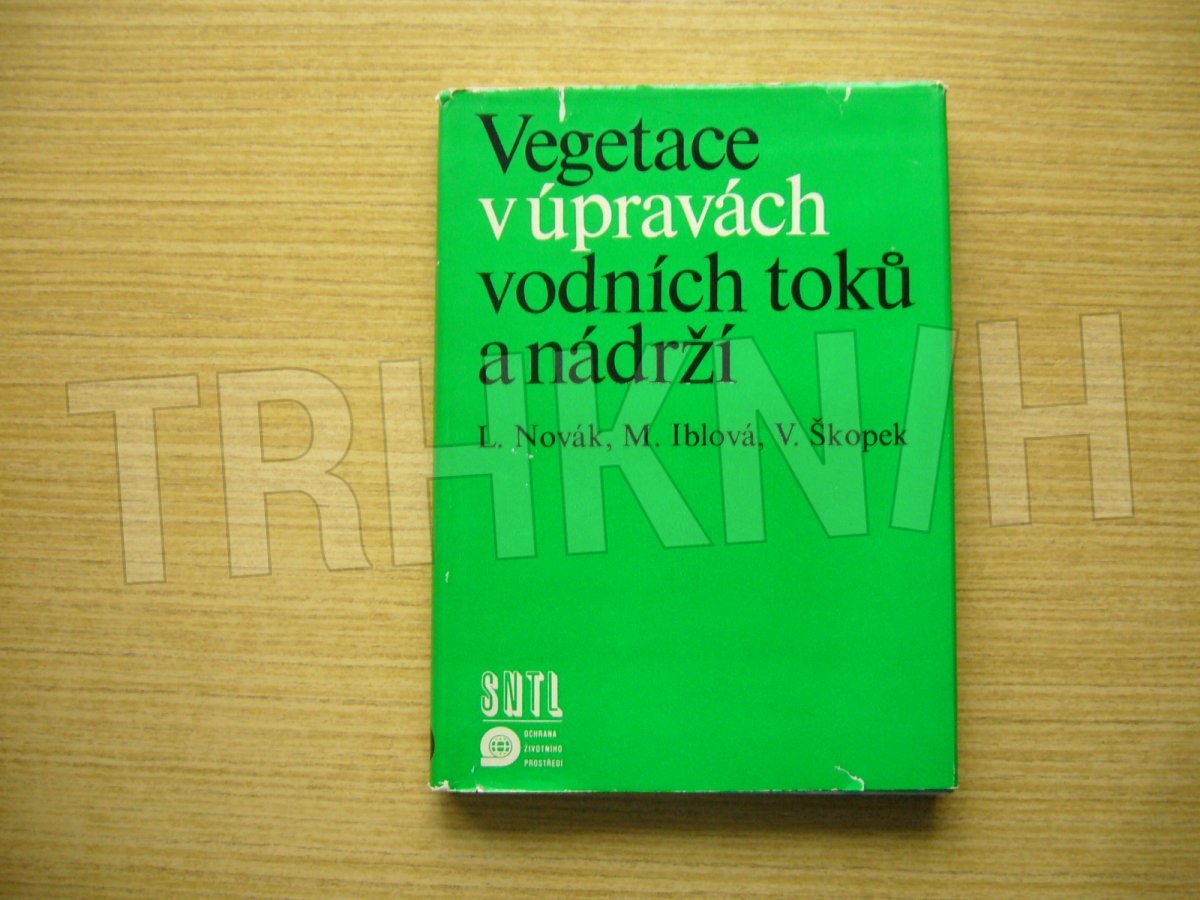 Vegetace
v úpravách
vodních toků
a nádrží
L. Novák, M. Iblová, V. Škopek
TRHKNIH
SNTL
OCHRANA
ŽIVOTNÍHO
PROSTŘEDÍ